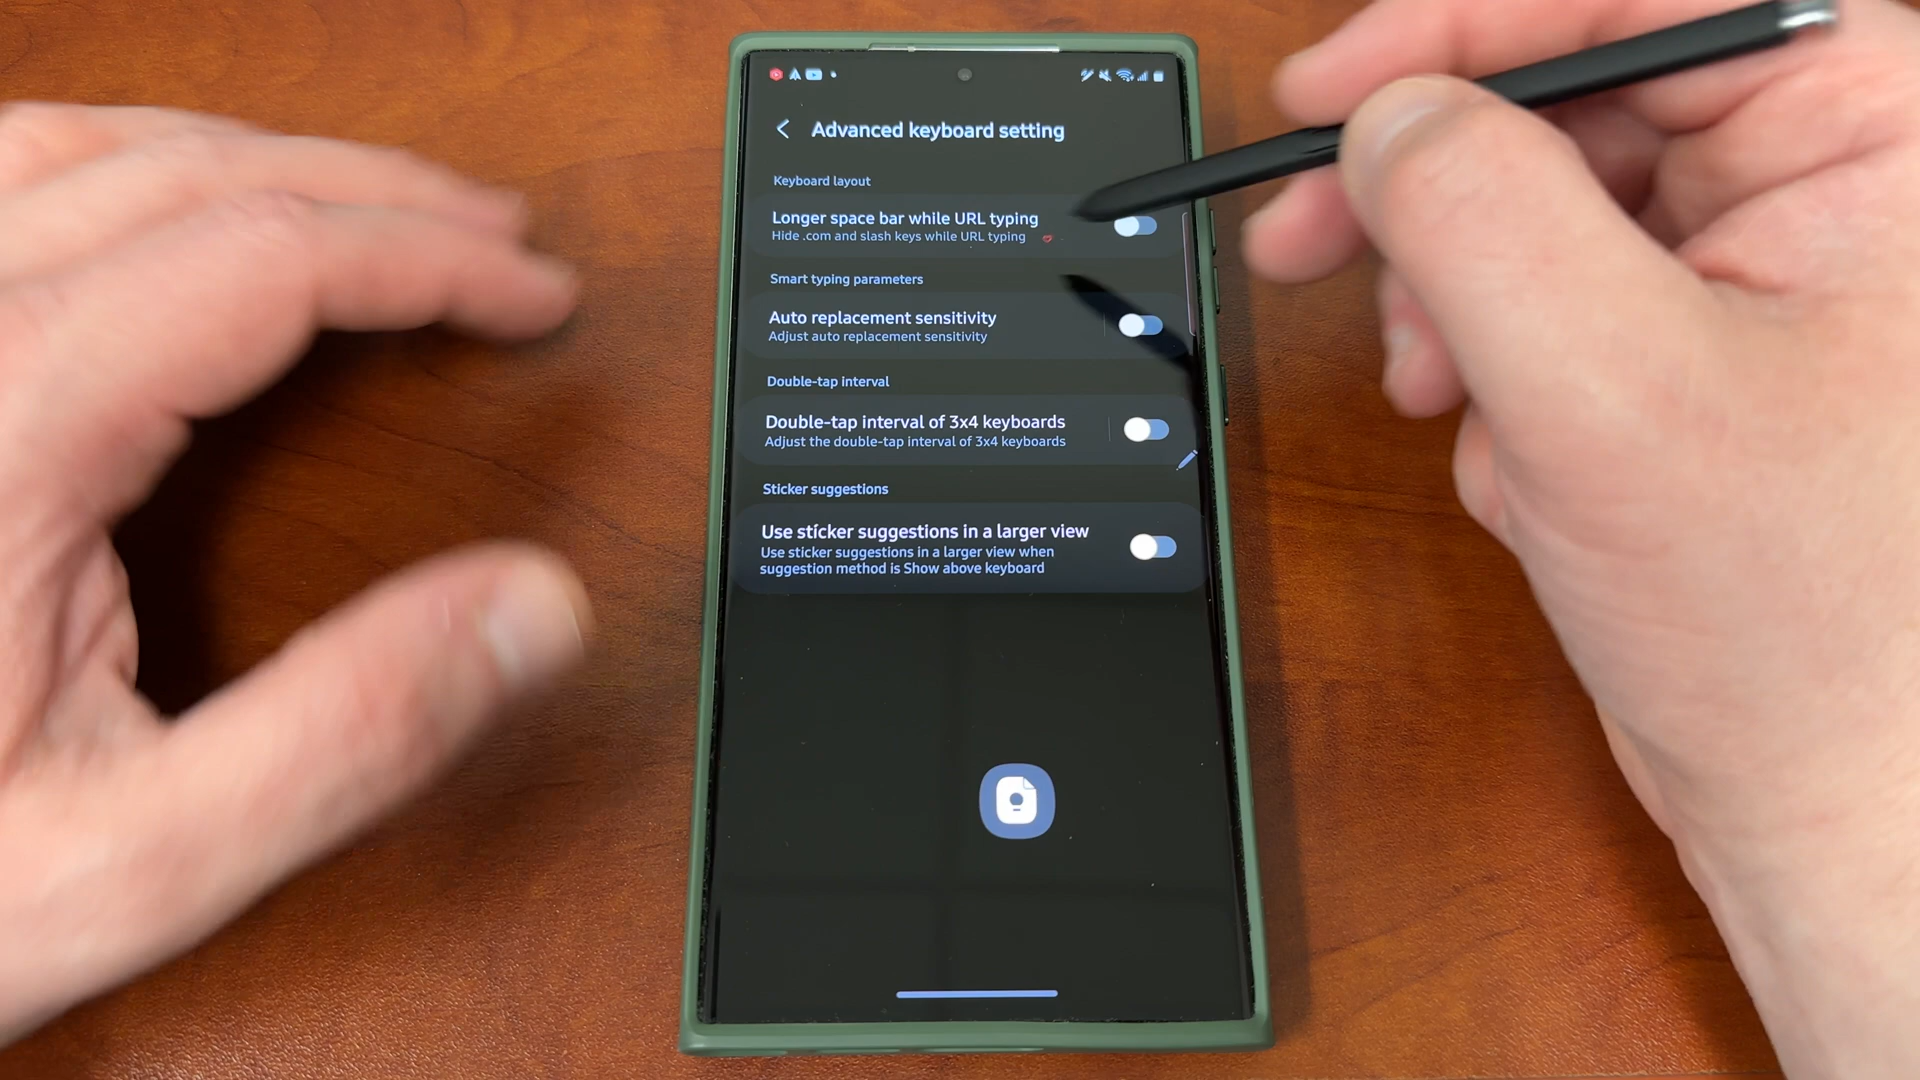 Advanced keyboard setting
Keyboard layout
Longer space bar while URL typing
Hide .com and slash keys while URL typing
Smart typing parameters
Auto replacement sensitivity
Adjust auto replacement sensitivity
Double-tap interval
Double-tap interval of 3x4 keyboards
Adjust the double-tap interval of 3x4 keyboards
Sticker suggestions
Use sticker suggestions in a larger view
Use sticker suggestions in a larger view when
suggestion method is Show above keyboard